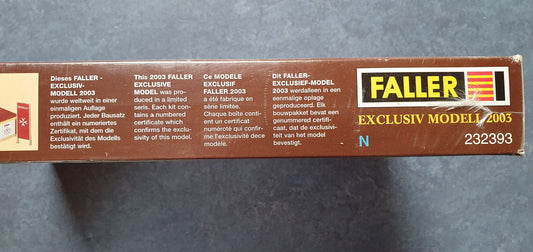 Dieses FALLER -
EXCLUSIV-
MODELL 2003
wurde weltweit in einer
einmaligen Auflage
produziert. Jeder Bausatz
enthält ein numeriertes
Zertifikat, mit dem die
Exclusivität des Modells
bestätigt wird.
This 2003 FALLER
EXCLUSIVE
MODEL was pro-
duced in a limited
seris. Each kit con-
tains a numbered
certificate which
confirms the exclu-
sivity of this model.
Ce MODELE
EXCLUSIF
FALLER 2003
a été fabrique en
série limitée.
Chaque boîte conti-
ent un certificat
numéroté qui confir-
me l'exclusivité dece
modèle.
Dit FALLER-
EXCLUSIEF-MODEL
2003 werdalleen in een
eenmalige oplage
geproduceerd. Elk
bouwpakket bevat een
genummered certifi-
caat, dat de exclusivi-
teit van het model
bevestigt.
FALLER
EXCLUSIV MODELL 2003
N 232393